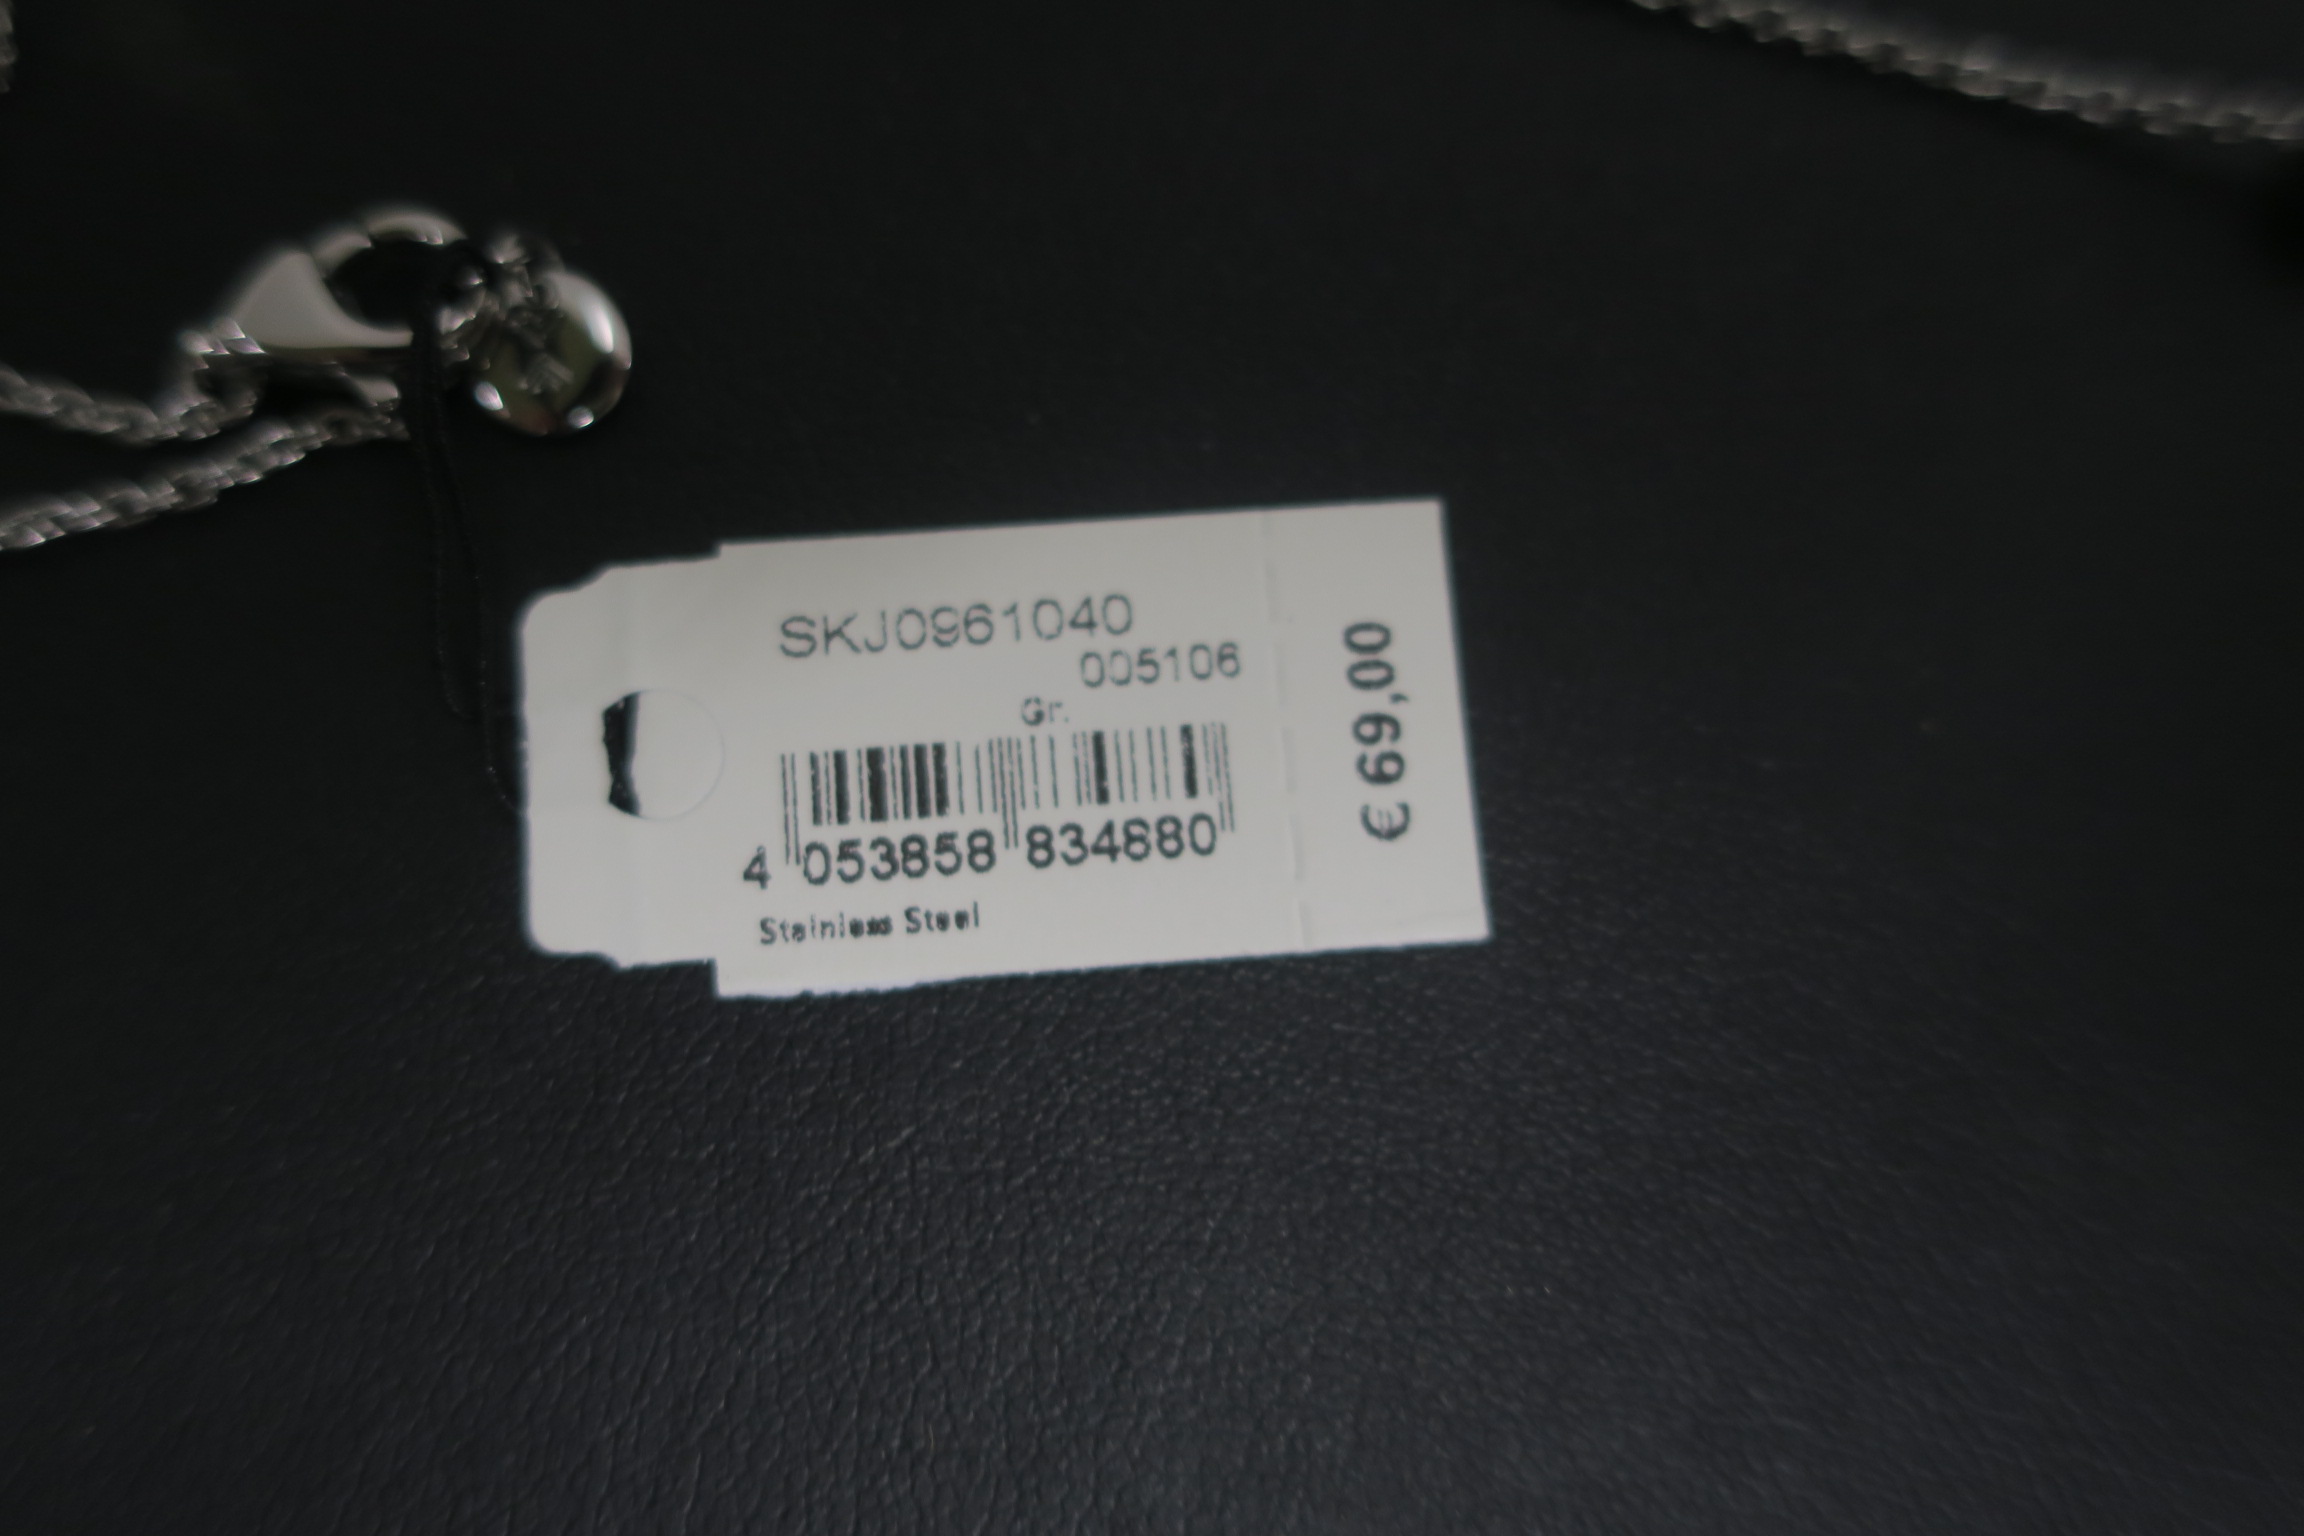 SKJ0961040
005106
Gr.
4 053858 834880
Stainless Steel
€ 69,00